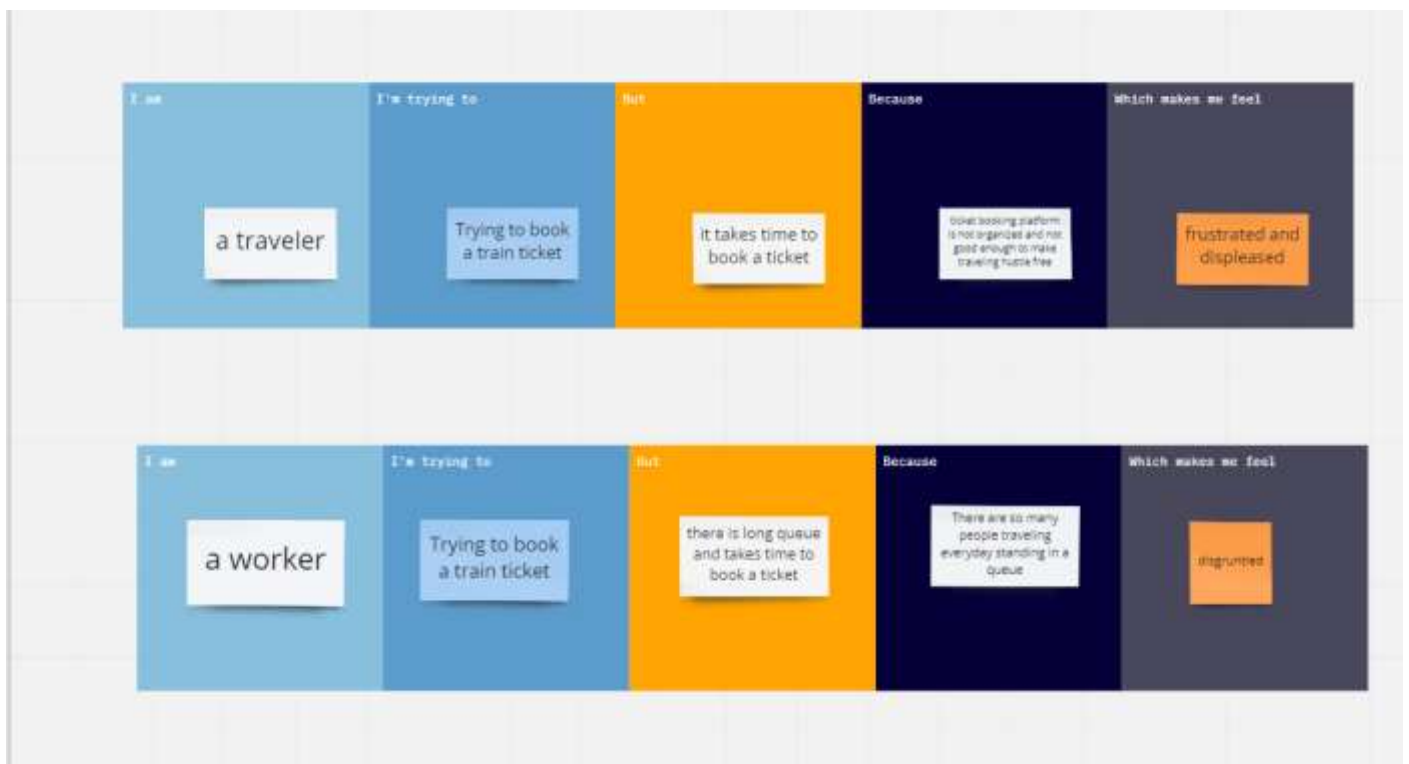 I am
I'm trying to
But
Because
Which makes me feel
a traveler
Trying to book
a train ticket
it takes time to
book a ticket
ticket booking platform
is not organized and not
good enough to make
traveling hustle free
frustrated and
displeased
I am
I'm trying to
But
Because
Which makes me feel
a worker
Trying to book
a train ticket
there is long queue
and takes time to
book a ticket
There are so many
people traveling
everyday standing in a
queue
disgruntled